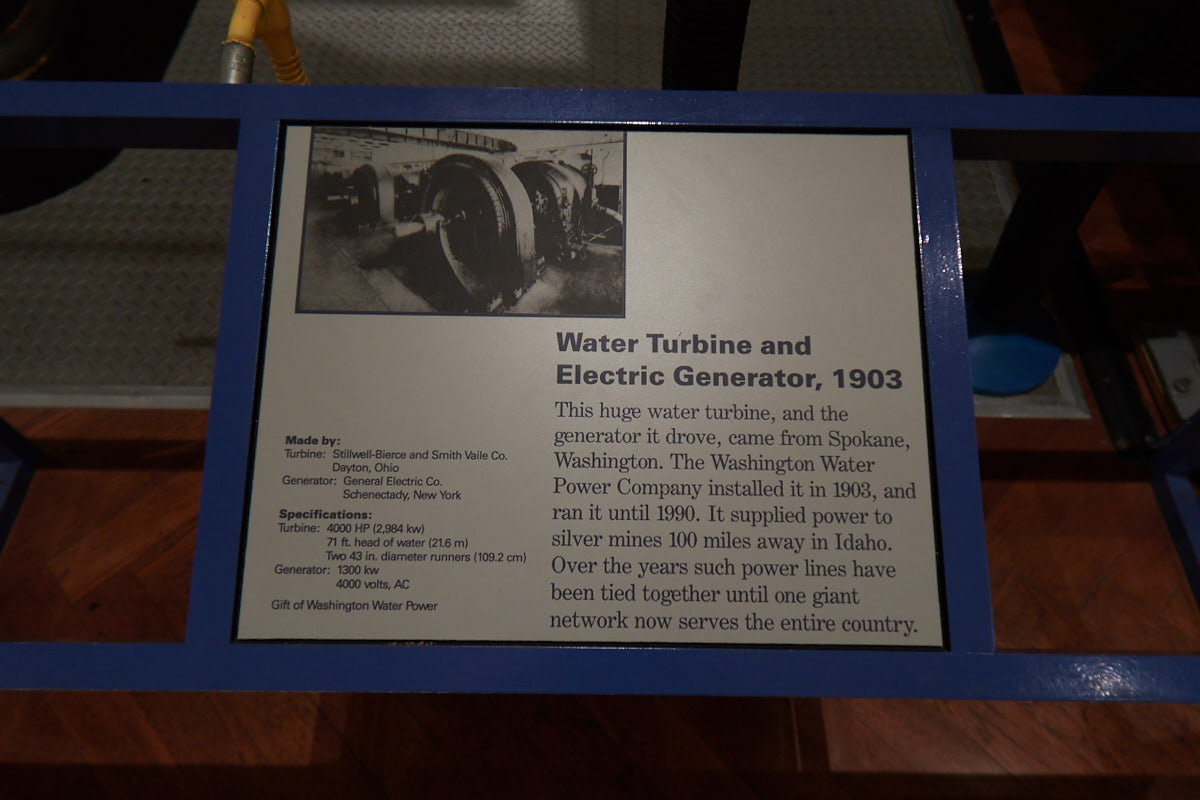 Water Turbine and
Electric Generator, 1903
This huge water turbine, and the
generator it drove, came from Spokane,
Washington. The Washington Water
Power Company installed it in 1903, and
ran it until 1990. It supplied power to
silver mines 100 miles away in Idaho.
Over the years such power lines have
been tied together until one giant
network now serves the entire country.
Made by:
Turbine: Stillwell-Bierce and Smith Vaile Co.
Dayton, Ohio
Generator: General Electric Co.
Schenectady, New York
Specifications:
Turbine: 4000 HP (2,984 kw)
71 ft. head of water (21.6 m)
Two 43 in. diameter runners (109.2 cm)
Generator: 1300 kw
4000 volts, AC
Gift of Washington Water Power